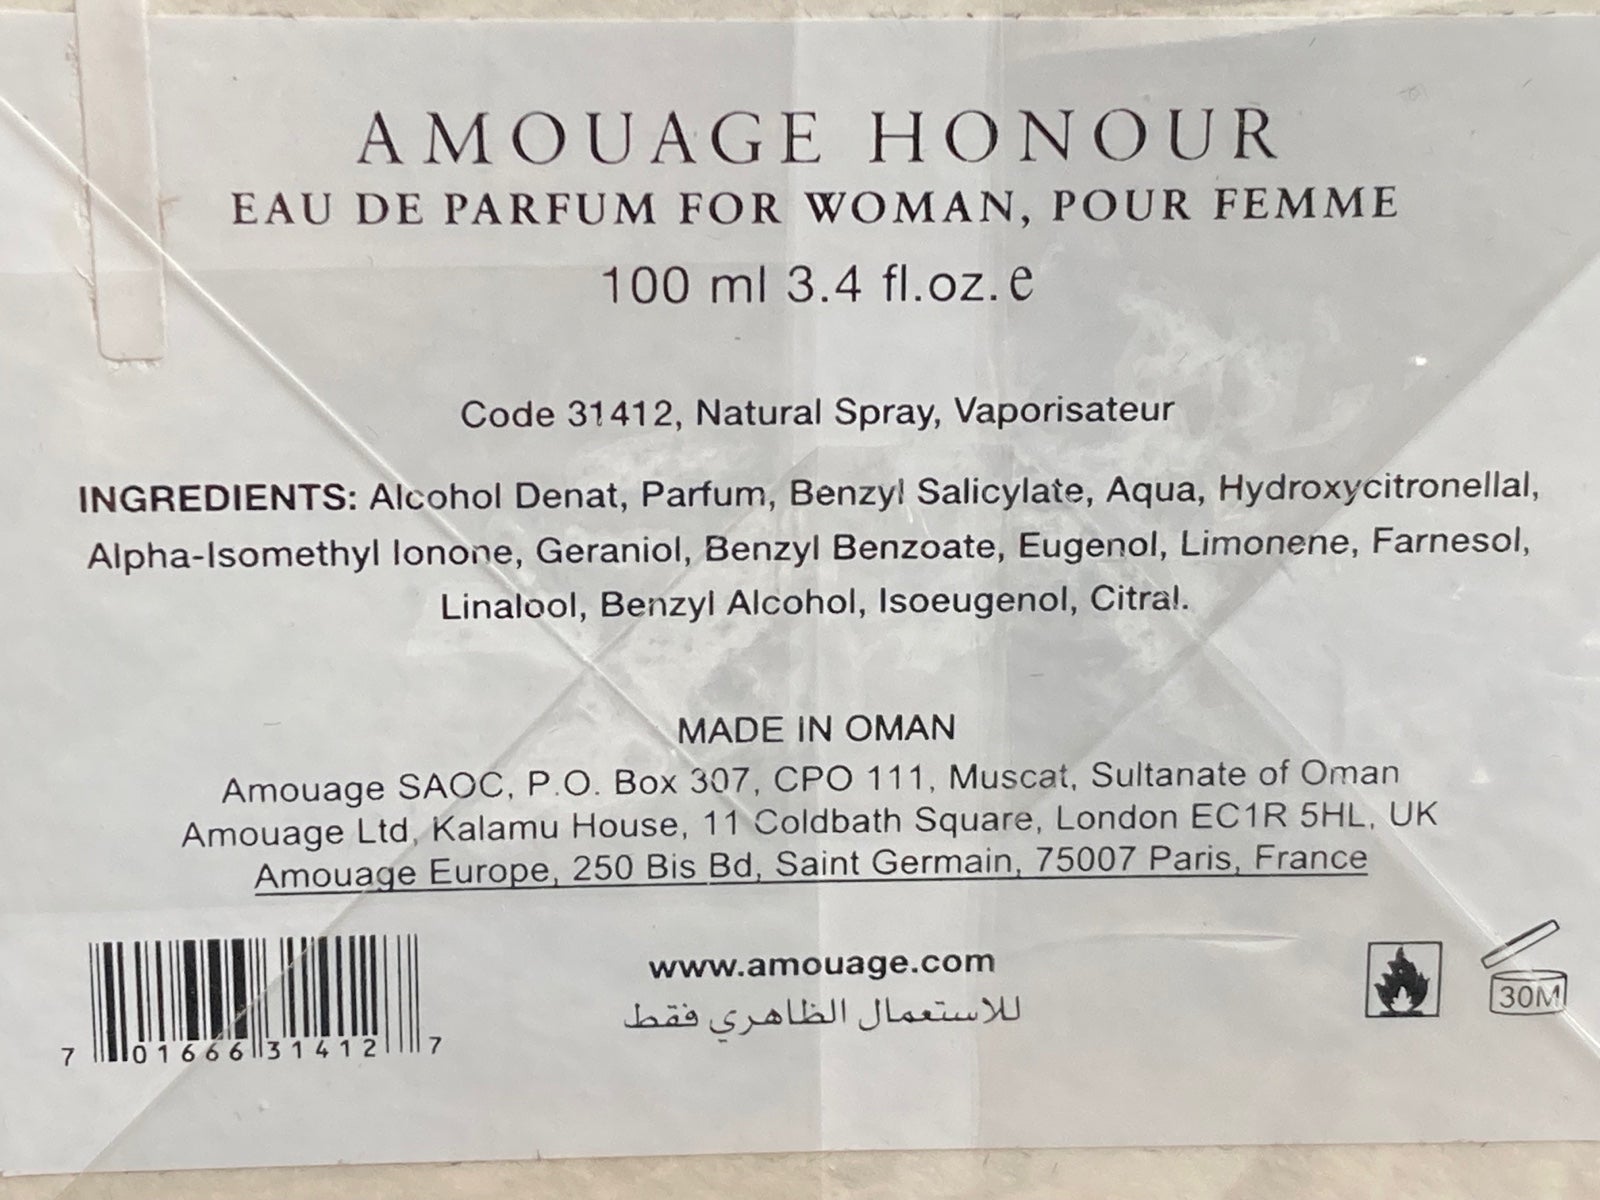 AMOUAGE HONOUR
EAU DE PARFUM FOR WOMAN, POUR FEMME
100 ml 3.4 fl.oz. e
Code 31412, Natural Spray, Vaporisateur
INGREDIENTS: Alcohol Denat, Parfum, Benzyl Salicylate, Aqua, Hydroxycitronellal,
Alpha-Isomethyl Ionone, Geraniol, Benzyl Benzoate, Eugenol, Limonene, Farnesol,
Linalool, Benzyl Alcohol, Isoeugenol, Citral.
MADE IN OMAN
Amouage SAOC, P.O. Box 307, CPO 111, Muscat, Sultanate of Oman
Amouage Ltd, Kalamu House, 11 Coldbath Square, London EC1R 5HL, UK
Amouage Europe, 250 Bis Bd, Saint Germain, 75007 Paris, France
www.amouage.com
للاستعمال الظاهري فقط
7 01666 31412 7
30M